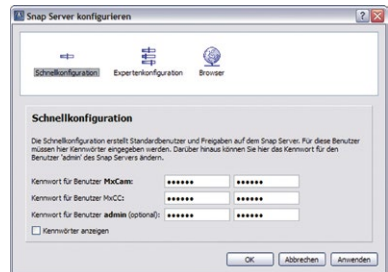 Snap Server konfigurieren
Schnellkonfiguration Expertenkonfiguration Browser
Schnellkonfiguration
Die Schnellkonfiguration erstellt Standardbenutzer und Freigaben auf dem Snap Server. Für diese Benutzer
müssen hier Kennwörter eingegeben werden. Darüber hinaus können Sie hier das Kennwort für den
Benutzer 'admin' des Snap Servers ändern.
Kennwort für Benutzer MxCam: •••••• ••••••
Kennwort für Benutzer MxCC: •••••• ••••••
Kennwort für Benutzer admin (optional): •••••• ••••••
Kennwörter anzeigen
OK Abbrechen Anwenden